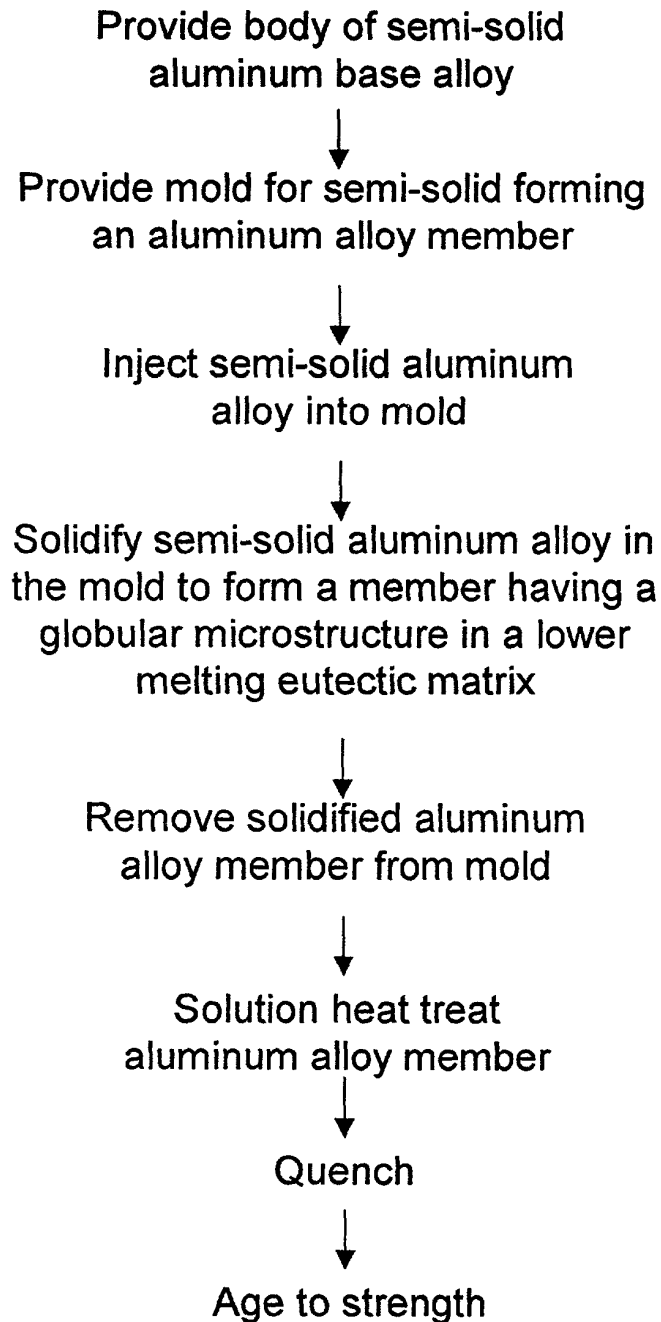 Provide body of semi-solid
aluminum base alloy
Provide mold for semi-solid forming
an aluminum alloy member
Inject semi-solid aluminum
alloy into mold
Solidify semi-solid aluminum alloy in
the mold to form a member having a
globular microstructure in a lower
melting eutectic matrix
Remove solidified aluminum
alloy member from mold
Solution heat treat
aluminum alloy member
Quench
Age to strength